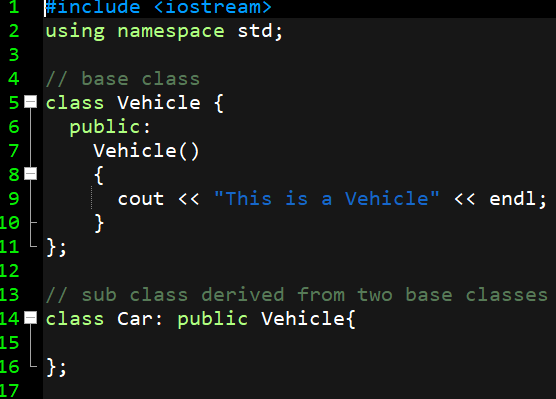 1 #include <iostream>
2 using namespace std;
3
4 // base class
5 class Vehicle {
6 public:
7 Vehicle()
8 {
9 cout << "This is a Vehicle" << endl;
10 }
11 };
12
13 // sub class derived from two base classes
14 class Car: public Vehicle{
15
16 };
17